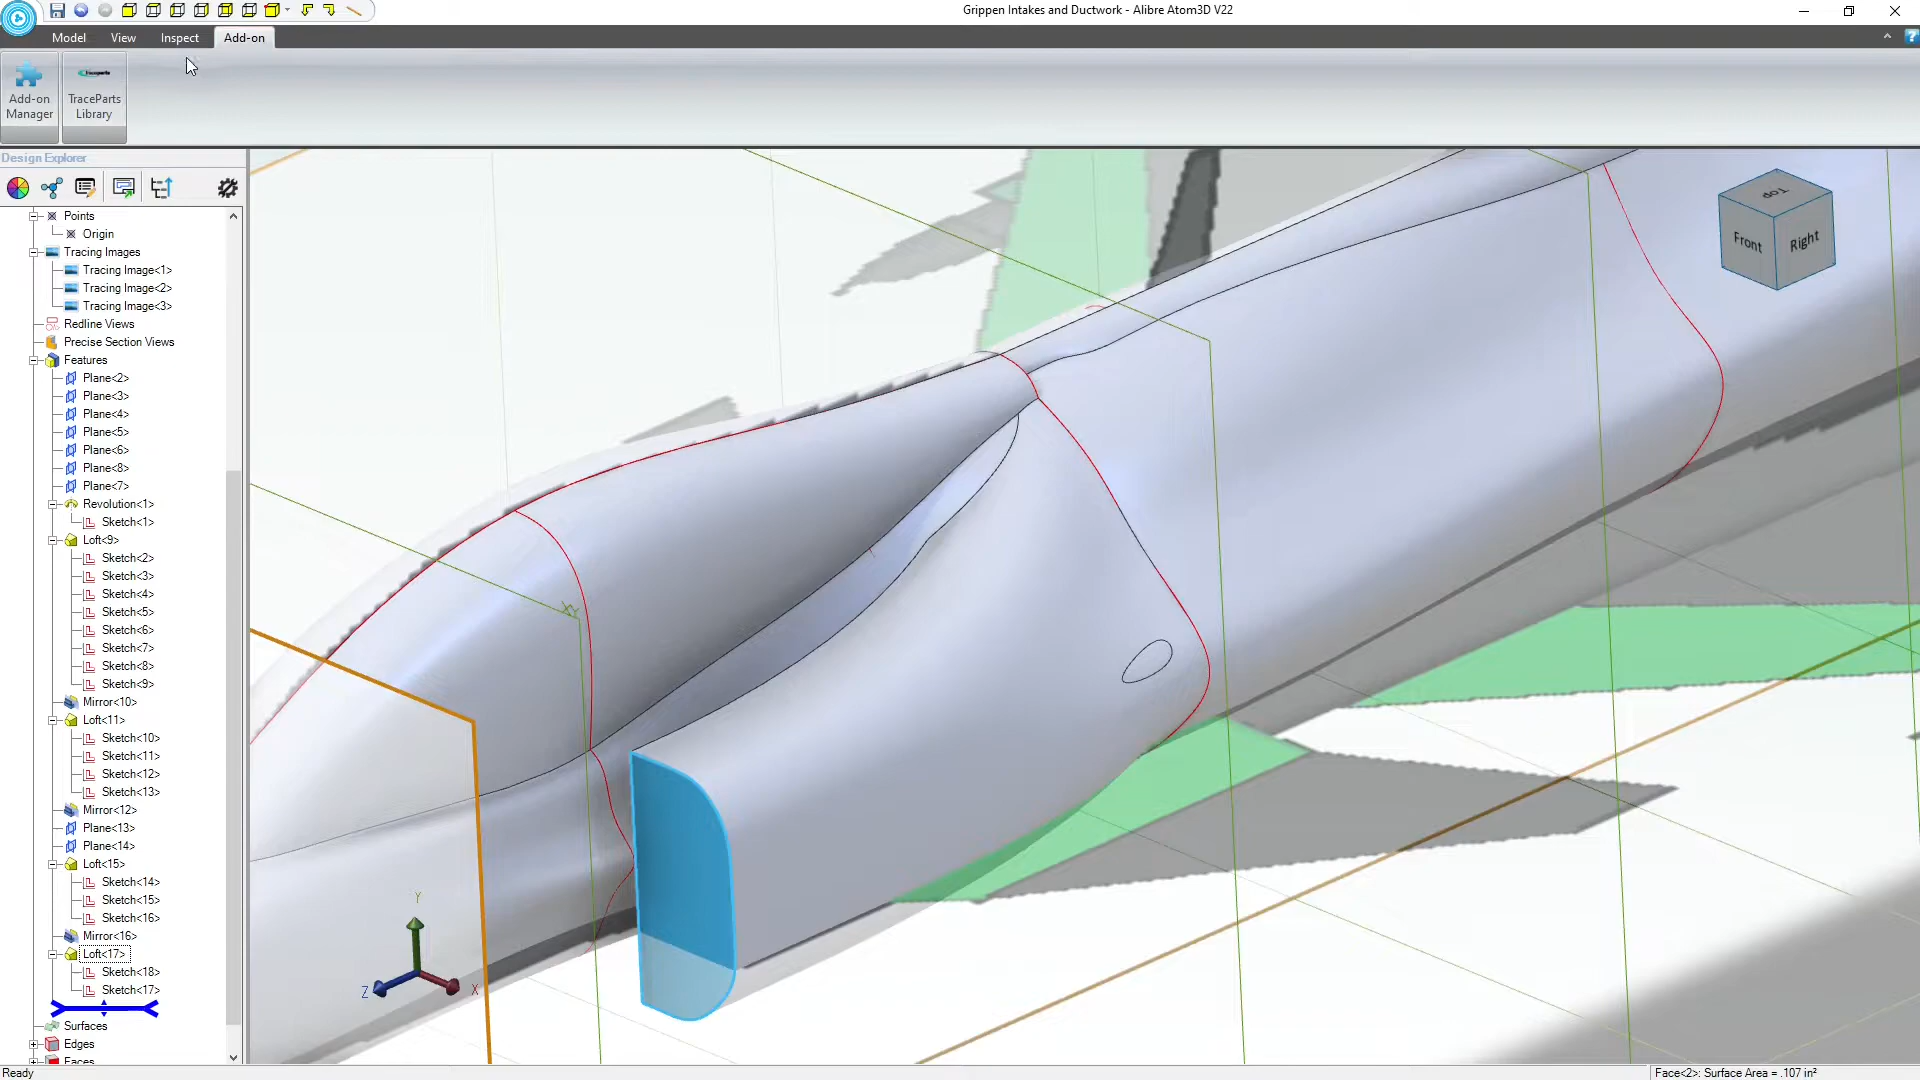 Grippen Intakes and Ductwork - Alibre Atom3D V22
Model
View
Inspect
Add-on
Add-on
Manager
TraceParts
Library
Design Explorer
Points
Origin
Tracing Images
Tracing Image<1>
Tracing Image<2>
Tracing Image<3>
Redline Views
Precise Section Views
Features
Plane<2>
Plane<3>
Plane<4>
Plane<5>
Plane<6>
Plane<8>
Plane<7>
Revolution<1>
Sketch<1>
Loft<9>
Sketch<2>
Sketch<3>
Sketch<4>
Sketch<5>
Sketch<6>
Sketch<7>
Sketch<8>
Sketch<9>
Mirror<10>
Loft<11>
Sketch<10>
Sketch<11>
Sketch<12>
Sketch<13>
Mirror<12>
Plane<13>
Plane<14>
Loft<15>
Sketch<14>
Sketch<15>
Sketch<16>
Mirror<16>
Loft<17>
Sketch<18>
Sketch<17>
Surfaces
Edges
Faces
Top
Front
Right
XY
Y
Z
X
Ready
Face<2>: Surface Area = .107 in²